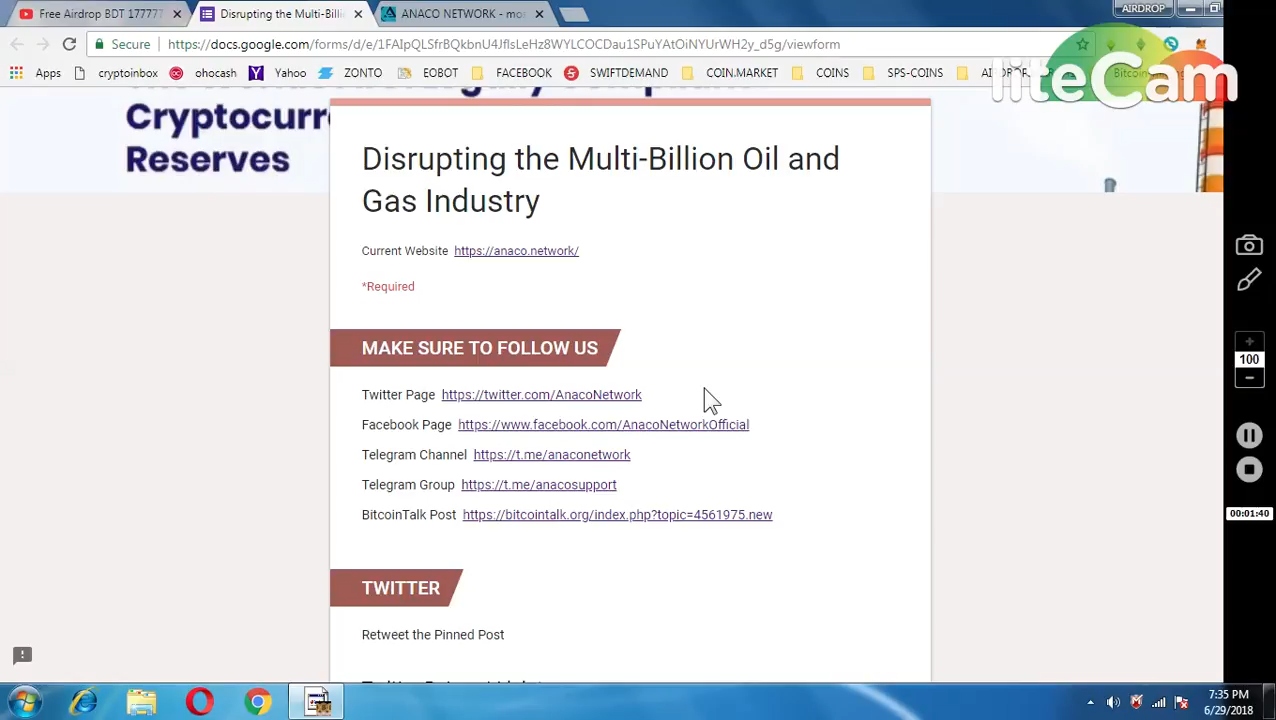 Free Airdrop BDT 17777
Disrupting the Multi-Billi
ANACO NETWORK - mo
AIRDROP
Secure
https://docs.google.com/forms/d/e/1FAIpQLSfrBQknnU4JfIsLeHz8WYLCOCDau1SPuYAtOiNYUrWH2y_d5g/viewform
Apps
cryptoinbox
ohocash
Yahoo
ZONTO
EOBOT
FACEBOOK
SWIFTDEMAND
COIN.MARKET
COINS
SPS-COINS
liteCam
Cryptocurr
Reserves
Disrupting the Multi-Billion Oil and
Gas Industry
Current Website https://anaco.network/
*Required
MAKE SURE TO FOLLOW US
Twitter Page https://twitter.com/AnacoNetwork
Facebook Page https://www.facebook.com/AnacoNetworkOfficial
Telegram Channel https://t.me/anaconetwork
Telegram Group https://t.me/anacosupport
BitcoinTalk Post https://bitcointalk.org/index.php?topic=4561975.new
TWITTER
Retweet the Pinned Post
100
00:01:40
7:35 PM
6/29/2018